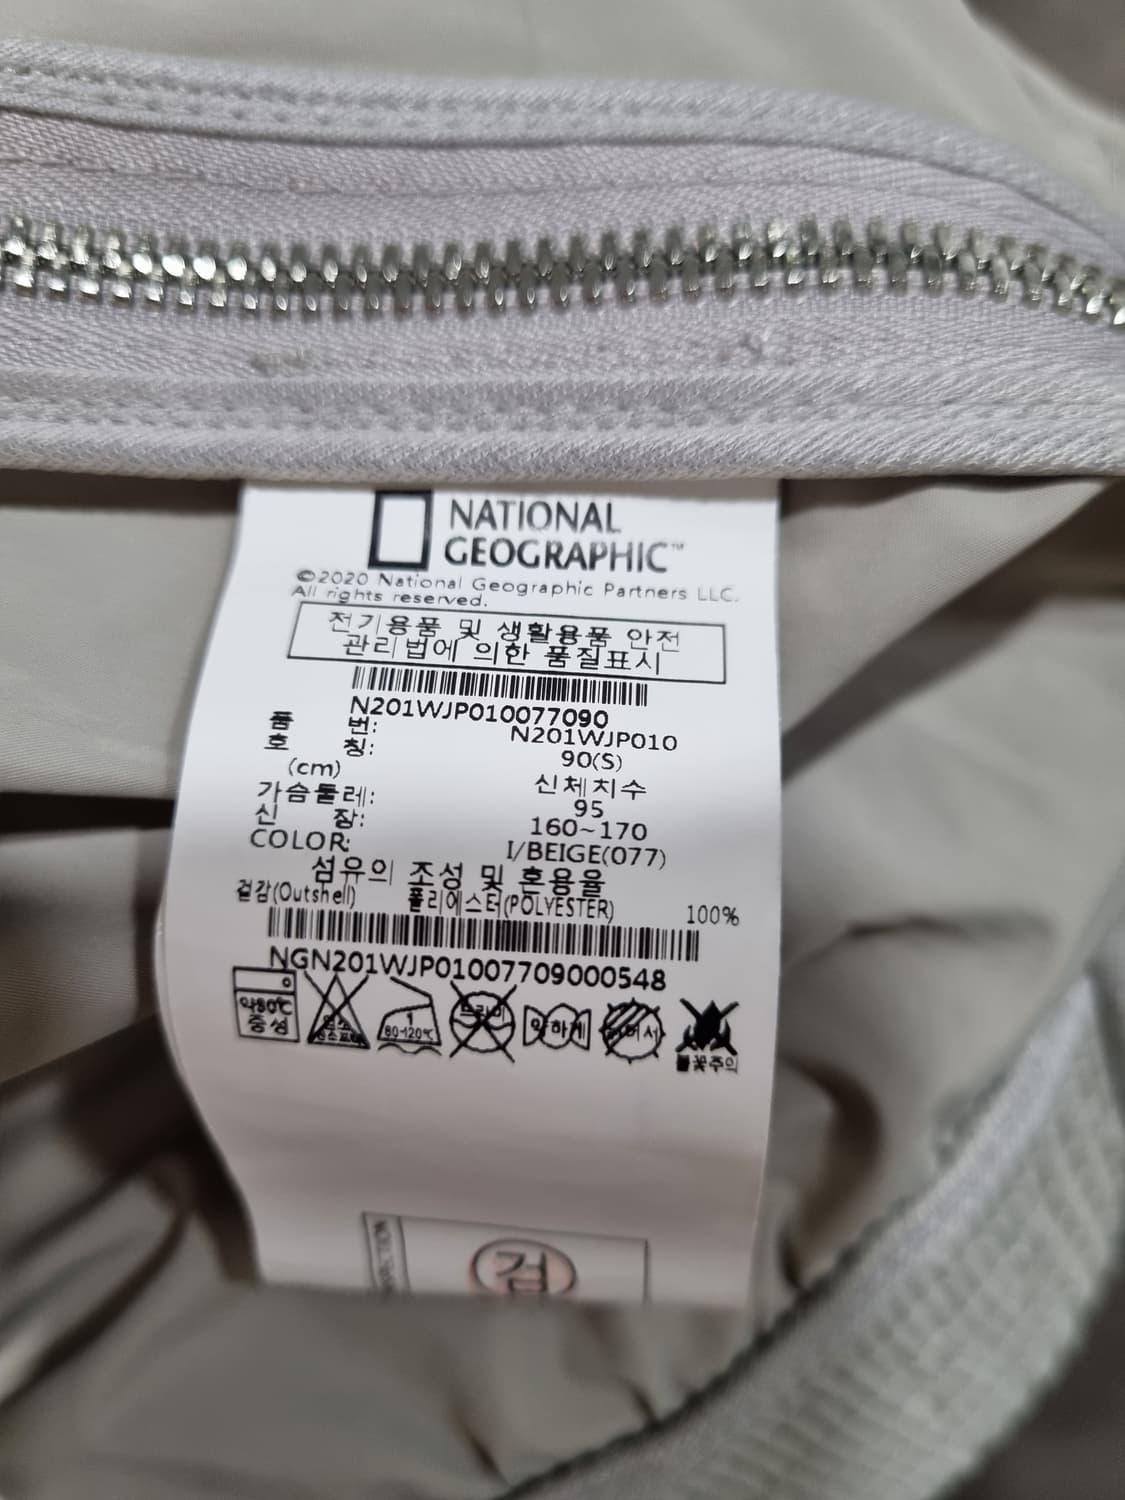 NATIONAL
GEOGRAPHIC™
©2020 National Geographic Partners LLC.
All rights reserved.
전기용품 및 생활용품 안전
관리법에 의한 품질표시
N201WJP010077090
품 번: N201WJP010
호 칭: 90(S)
(cm) 신체치수
가슴둘레: 95
신 장: 160~170
COLOR: I/BEIGE(077)
섬유의 조성 및 혼용율
겉감(Outshell) 폴리에스터(POLYESTER) 100%
NGN201WJP01007709000548
중성
80-120℃
드라이
약하게
불꽃주의
검